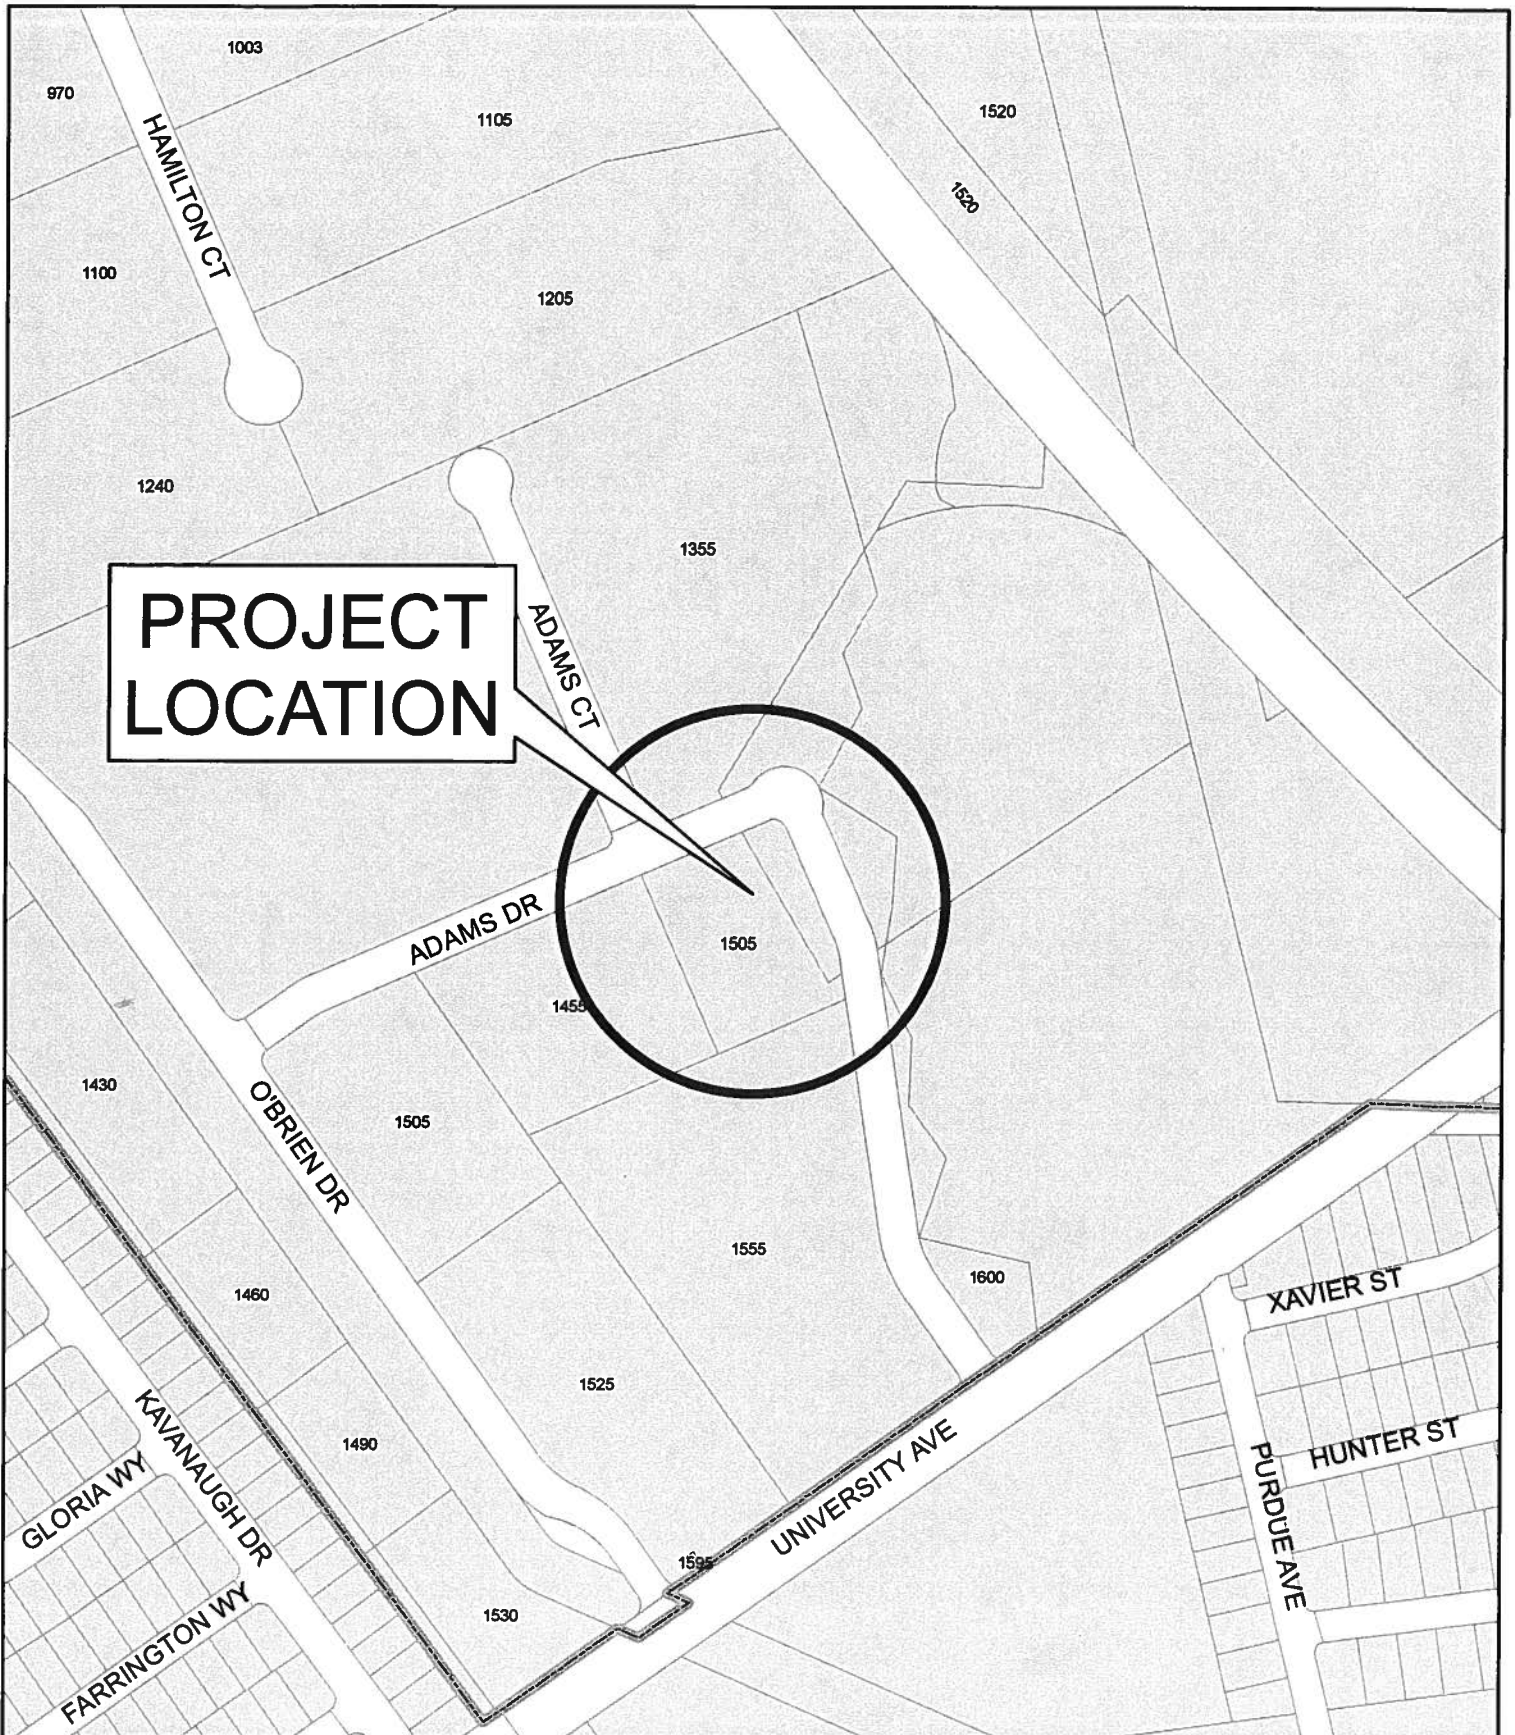 1003
970
1105
1520
HAMILTON CT
1520
1100
1205
1240
1355
PROJECT
LOCATION
ADAMS CT
ADAMS DR
1505
1455
1430
O'BRIEN DR
1505
1555
1600
1460
XAVIER ST
1525
KAVANAUGH DR
1490
UNIVERSITY AVE
HUNTER ST
GLORIA WY
PURDUE AVE
1595
1530
FARRINGTON WY